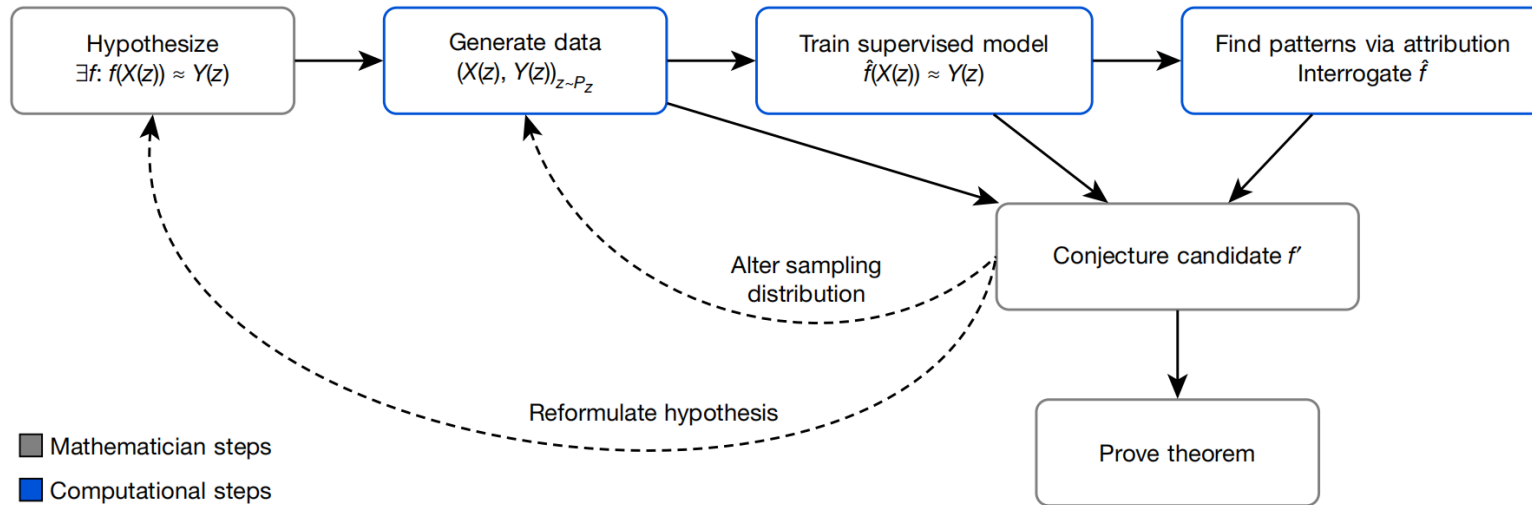 Hypothesize
∃f: f(X(z)) ≈ Y(z)
Generate data
(X(z), Y(z))z~Pz
Train supervised model
f̂(X(z)) ≈ Y(z)
Find patterns via attribution
Interrogate f̂
Conjecture candidate f′
Alter sampling
distribution
Reformulate hypothesis
Prove theorem
Mathematician steps
Computational steps